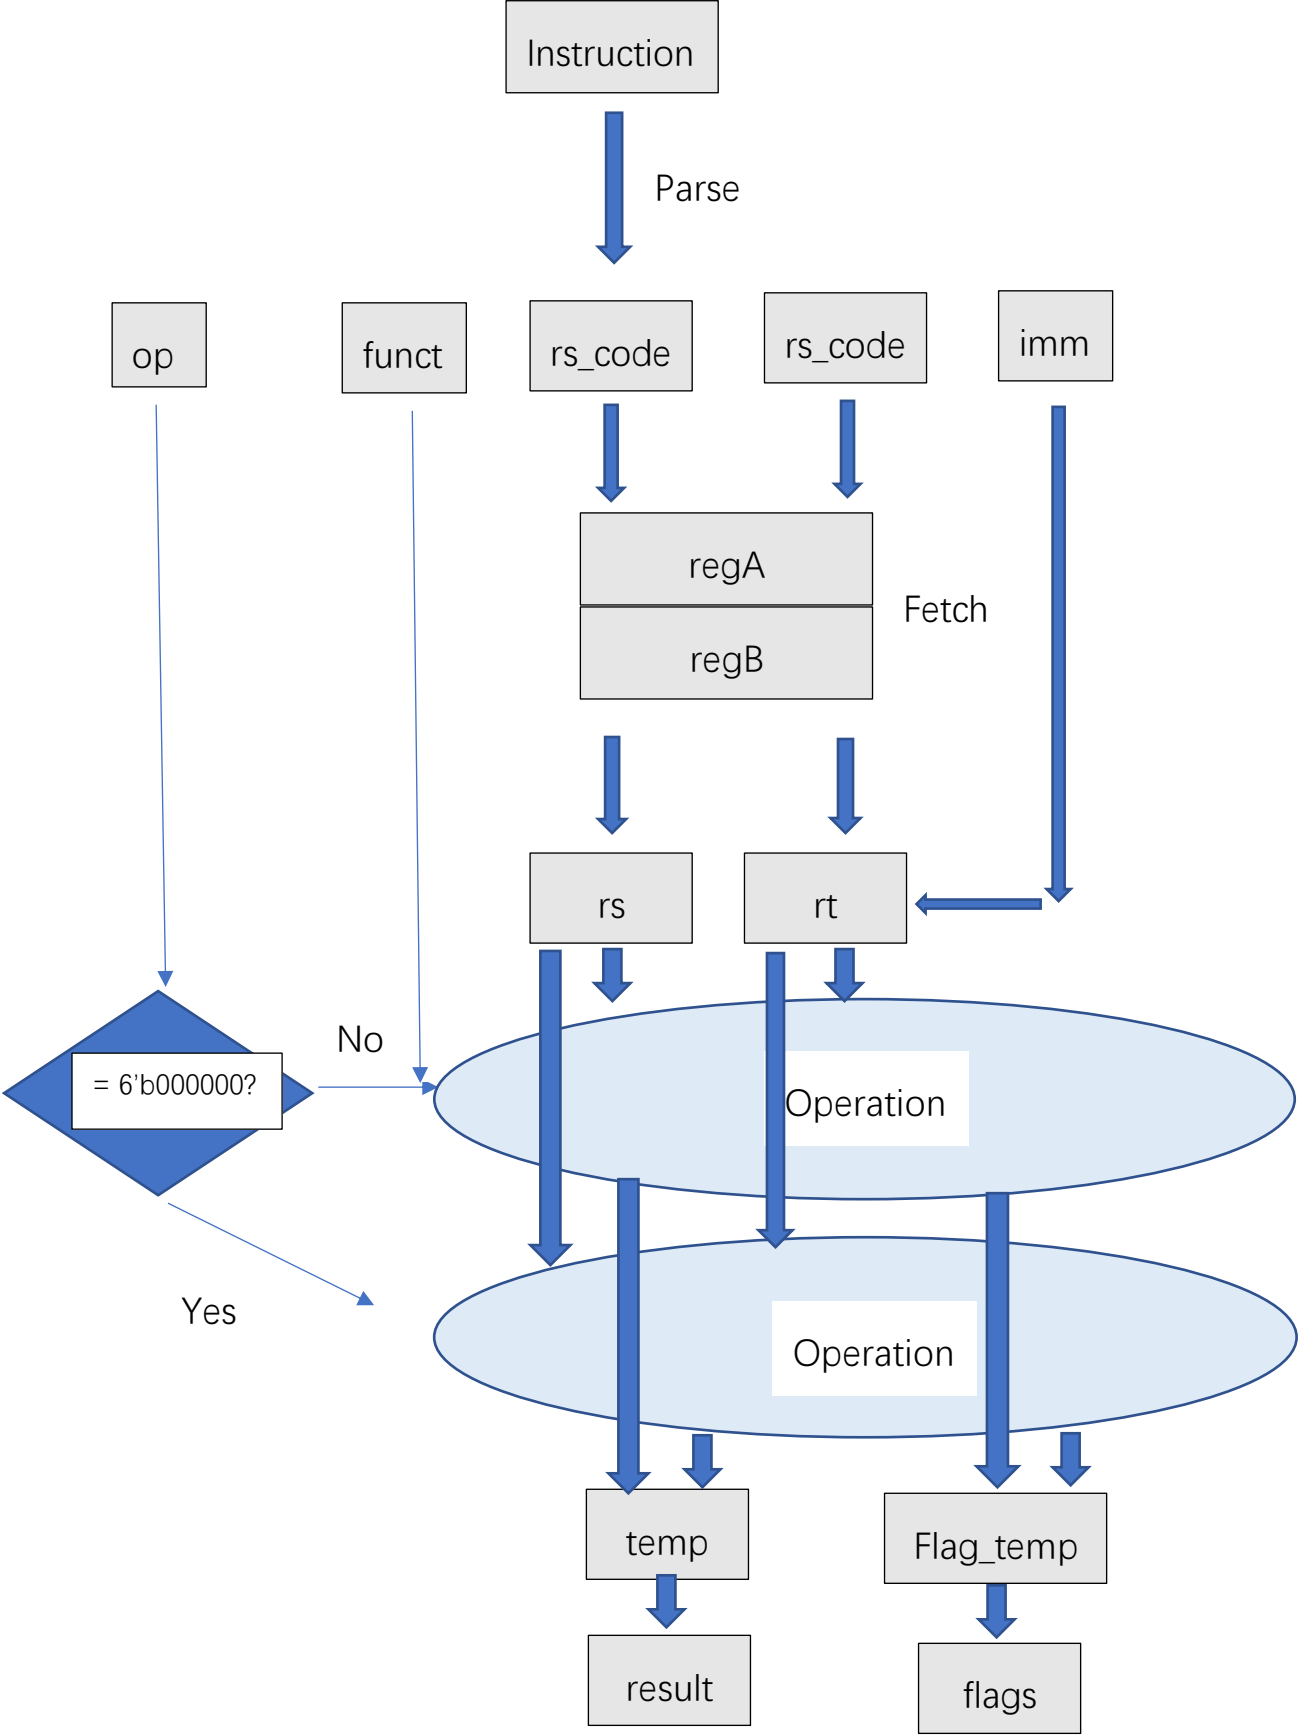 Instruction
Parse
op
funct
rs_code
rs_code
imm
regA
Fetch
regB
rs
rt
No
= 6’b000000?
Operation
Yes
Operation
temp
Flag_temp
result
flags